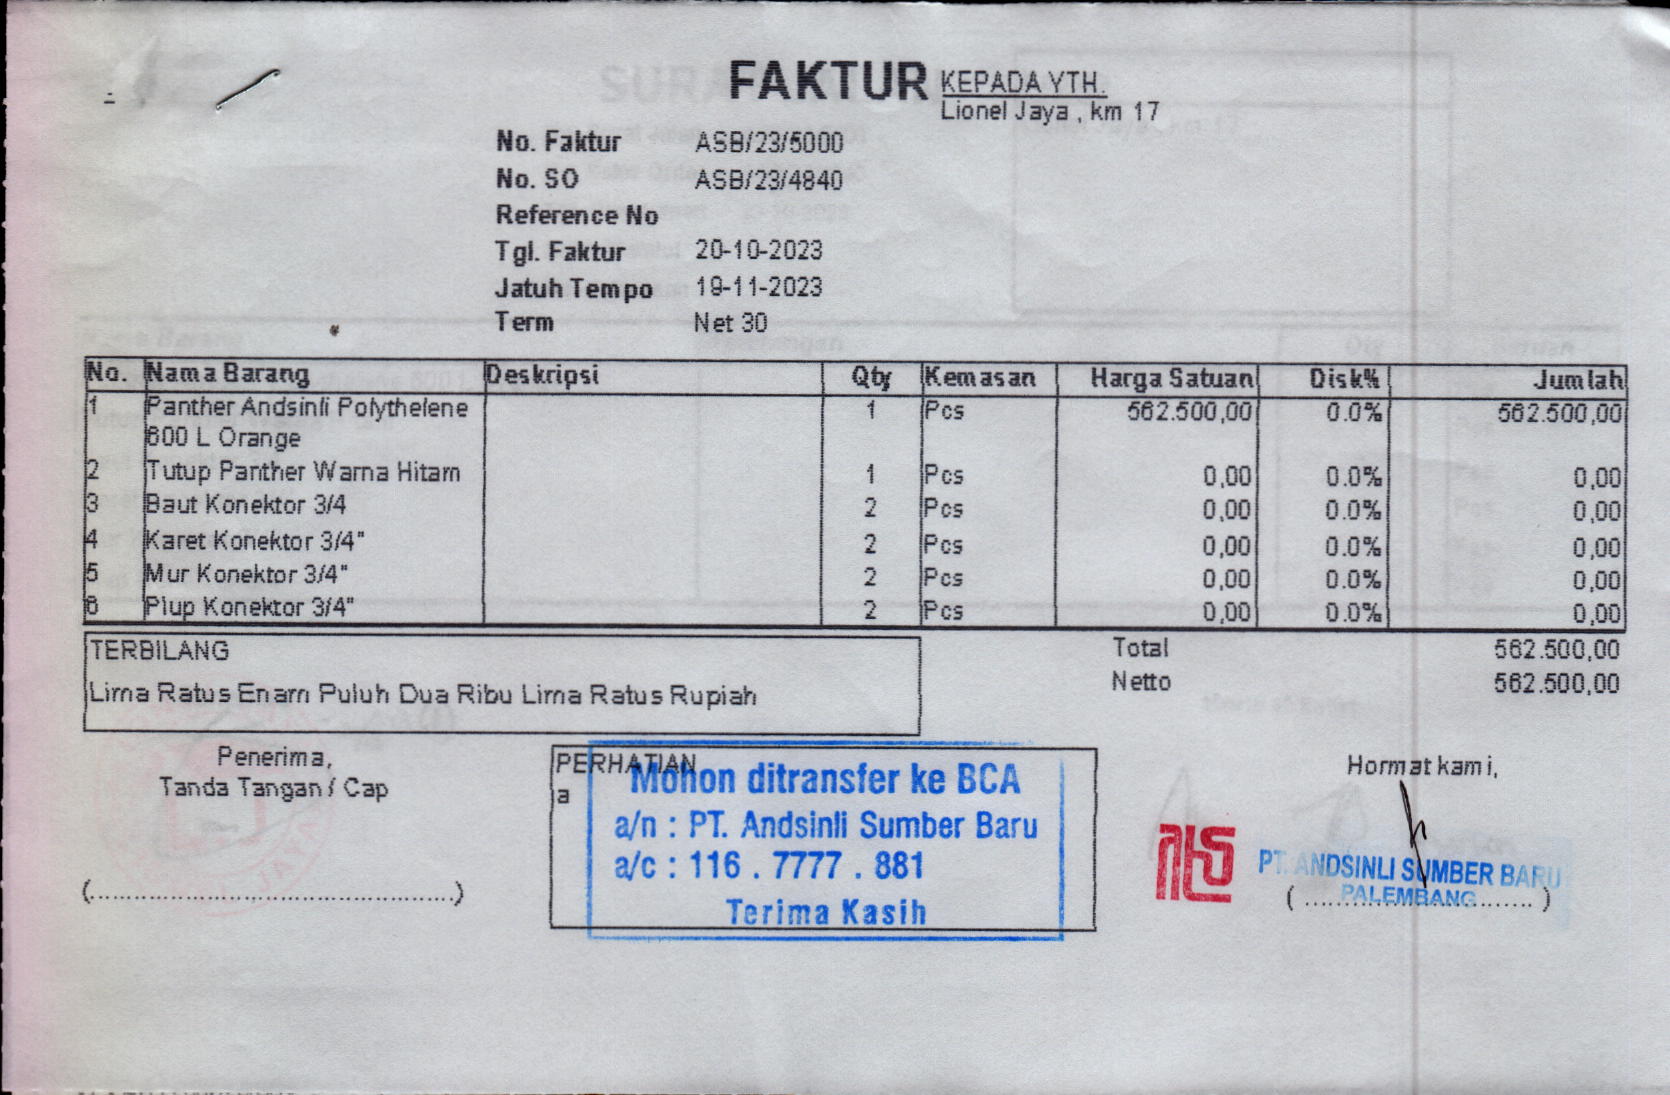 FAKTUR
KEPADA YTH.
Lionel Jaya , km 17
No. Faktur ASB/23/5000
No. SO ASB/23/4840
Reference No
Tgl. Faktur 20-10-2023
Jatuh Tempo 19-11-2023
Term Net 30
No. Nama Barang Deskripsi Qty Kemasan Harga Satuan Disk% Jumlah
1 Panther Andsinli Polythelene 1 Pcs 562.500,00 0.0% 562.500,00
600 L Orange
2 Tutup Panther Warna Hitam 1 Pcs 0,00 0.0% 0,00
3 Baut Konektor 3/4 2 Pcs 0,00 0.0% 0,00
4 Karet Konektor 3/4" 2 Pcs 0,00 0.0% 0,00
5 Mur Konektor 3/4" 2 Pcs 0,00 0.0% 0,00
6 Plup Konektor 3/4" 2 Pcs 0,00 0.0% 0,00
TERBILANG
Lima Ratus Enam Puluh Dua Ribu Lima Ratus Rupiah
Total 562.500,00
Netto 562.500,00
Penerima,
Tanda Tangan / Cap
(.................................................)
PERHATIAN
a
Mohon ditransfer ke BCA
a/n : PT. Andsinli Sumber Baru
a/c : 116 . 7777 . 881
Terima Kasih
Hormat kami,
PT. ANDSINLI SUMBER BARU
PALEMBANG
( .................................. )